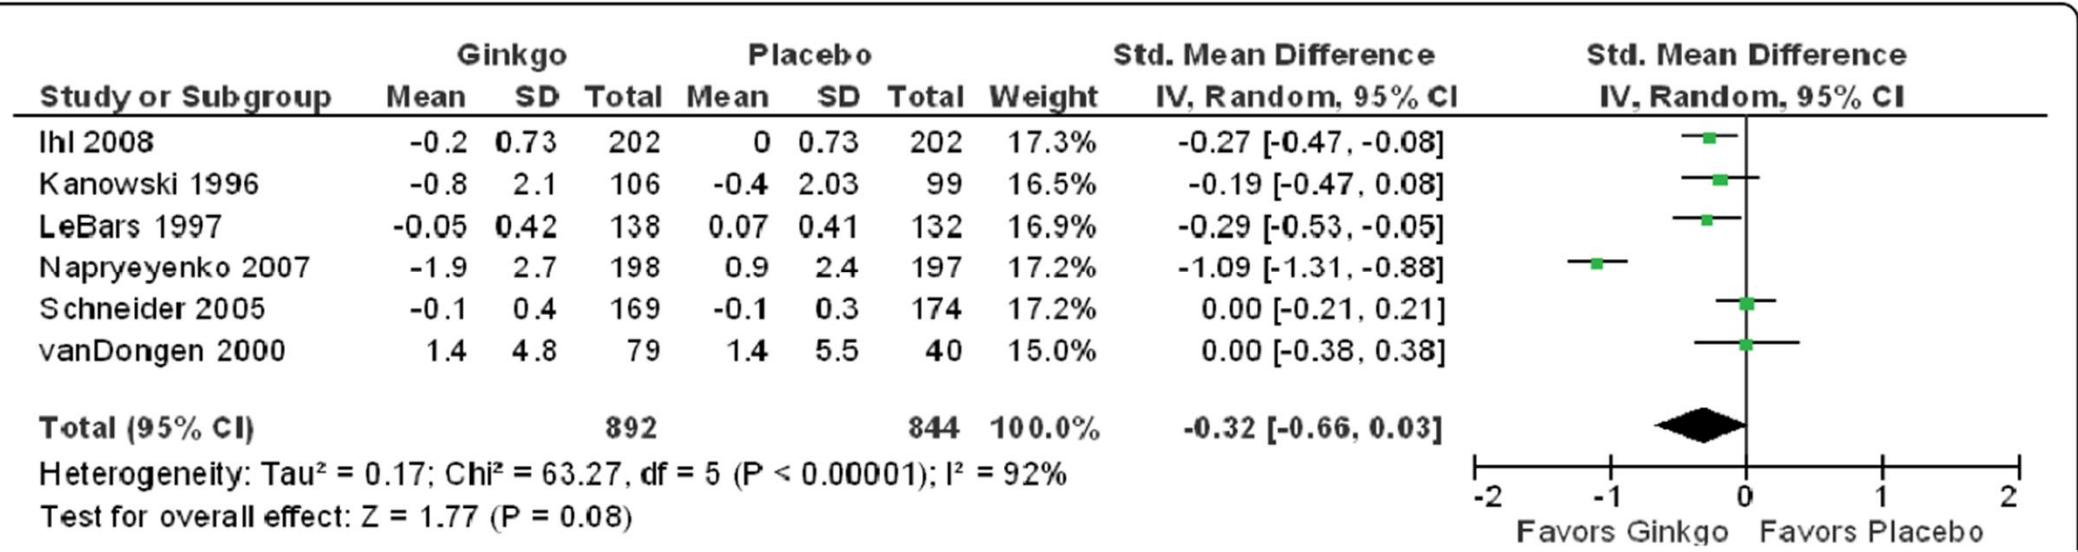 Ginkgo Placebo Std. Mean Difference Std. Mean Difference
Study or Subgroup Mean SD Total Mean SD Total Weight IV, Random, 95% CI IV, Random, 95% CI
Ihl 2008 -0.2 0.73 202 0 0.73 202 17.3% -0.27 [-0.47, -0.08]
Kanowski 1996 -0.8 2.1 106 -0.4 2.03 99 16.5% -0.19 [-0.47, 0.08]
LeBars 1997 -0.05 0.42 138 0.07 0.41 132 16.9% -0.29 [-0.53, -0.05]
Napryeyenko 2007 -1.9 2.7 198 0.9 2.4 197 17.2% -1.09 [-1.31, -0.88]
Schneider 2005 -0.1 0.4 169 -0.1 0.3 174 17.2% 0.00 [-0.21, 0.21]
vanDongen 2000 1.4 4.8 79 1.4 5.5 40 15.0% 0.00 [-0.38, 0.38]
Total (95% CI) 892 844 100.0% -0.32 [-0.66, 0.03]
Heterogeneity: Tau² = 0.17; Chi² = 63.27, df = 5 (P < 0.00001); I² = 92%
Test for overall effect: Z = 1.77 (P = 0.08)
-2 -1 0 1 2
Favors Ginkgo Favors Placebo